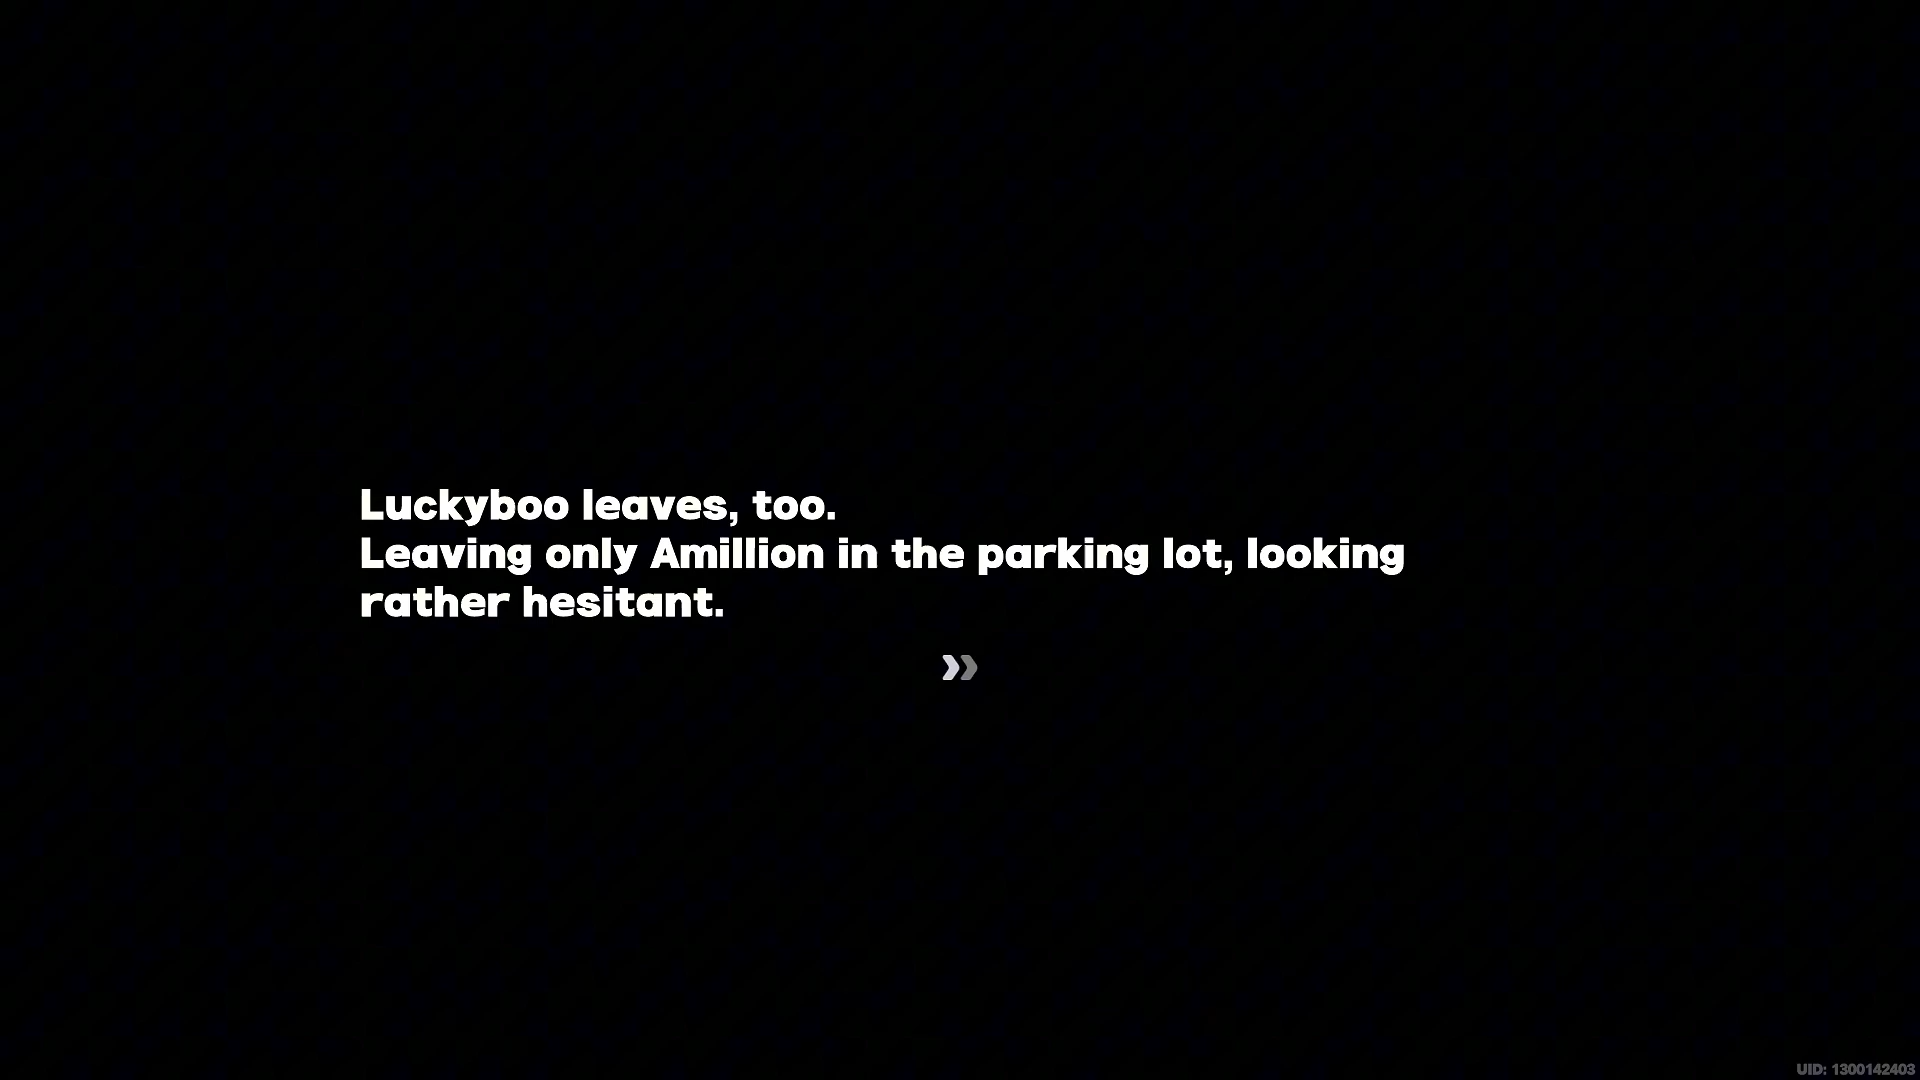 Luckyboo leaves, too.
Leaving only Amillion in the parking lot, looking
rather hesitant.
UID: 1300142403